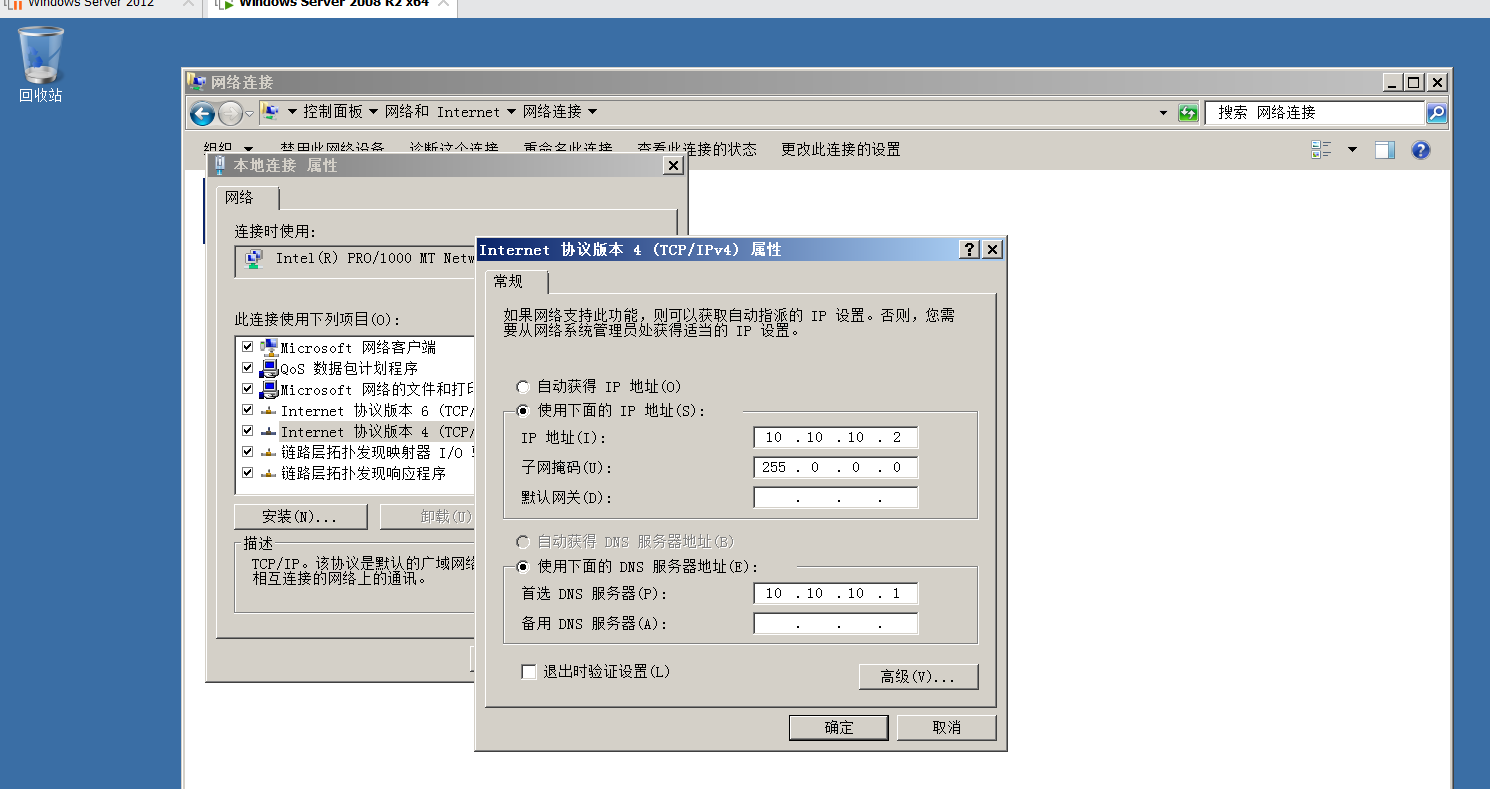 Windows Server 2012
Windows Server 2008 R2 x64
回收站
网络连接
控制面板 网络和 Internet 网络连接
搜索 网络连接
组织 禁用此网络设备 诊断这个连接 重命名此连接 查看此连接的状态 更改此连接的设置
本地连接 属性
网络
连接时使用:
Intel(R) PRO/1000 MT Netw
此连接使用下列项目(O):
Microsoft 网络客户端
QoS 数据包计划程序
Microsoft 网络的文件和打印
Internet 协议版本 6 (TCP/
Internet 协议版本 4 (TCP/
链路层拓扑发现映射器 I/O
链路层拓扑发现响应程序
安装(N)... 卸载(U)
描述
TCP/IP。该协议是默认的广域网络
相互连接的网络上的通讯。
Internet 协议版本 4 (TCP/IPv4) 属性
常规
如果网络支持此功能，则可以获取自动指派的 IP 设置。否则，您需
要从网络系统管理员处获得适当的 IP 设置。
自动获得 IP 地址(O)
使用下面的 IP 地址(S):
IP 地址(I): 10 . 10 . 10 . 2
子网掩码(U): 255 . 0 . 0 . 0
默认网关(D): . . .
自动获得 DNS 服务器地址(B)
使用下面的 DNS 服务器地址(E):
首选 DNS 服务器(P): 10 . 10 . 10 . 1
备用 DNS 服务器(A): . . .
退出时验证设置(L)
高级(V)...
确定 取消